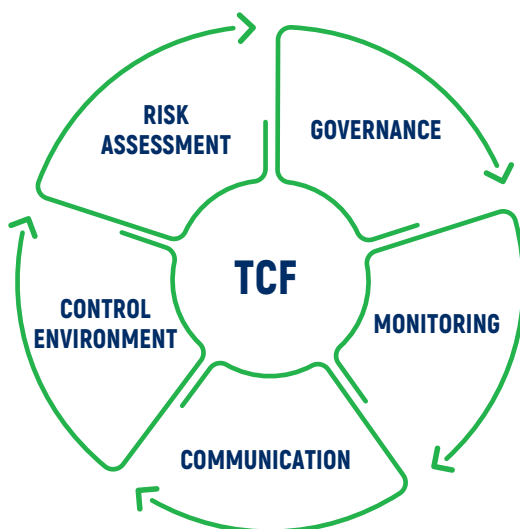 RISK
ASSESSMENT
GOVERNANCE
TCF
CONTROL
ENVIRONMENT
MONITORING
COMMUNICATION